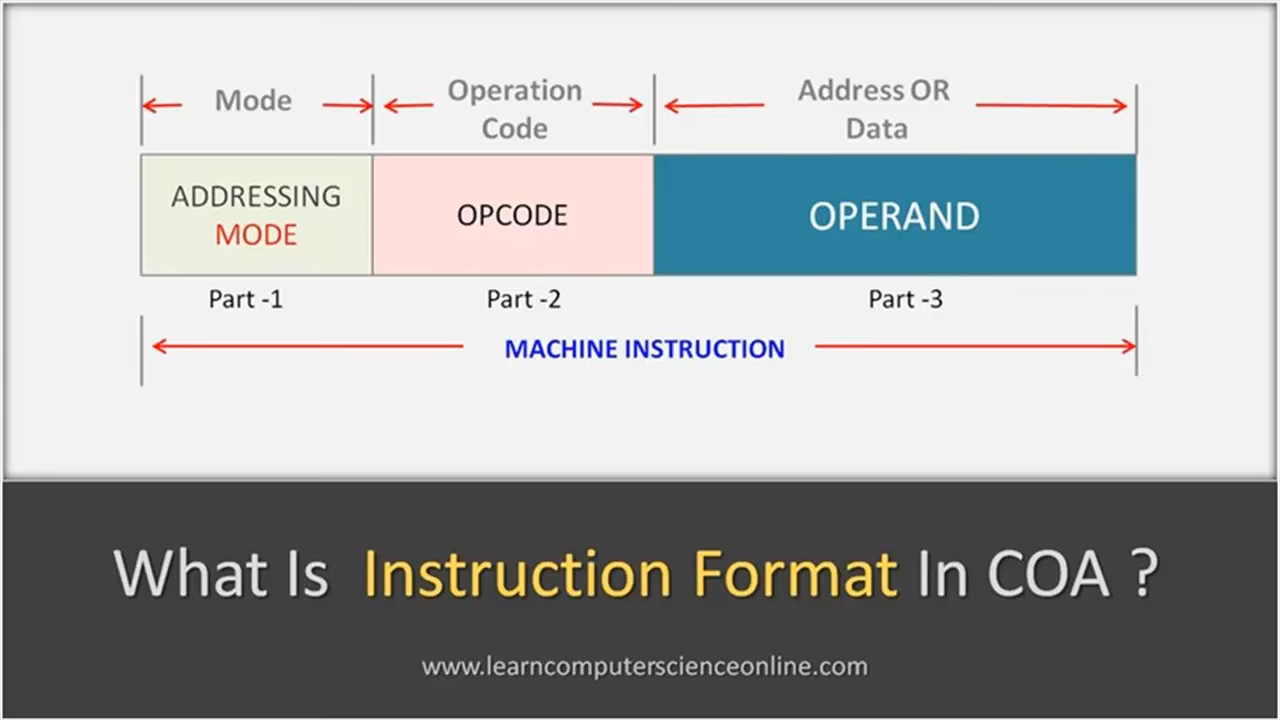 Mode
Operation
Code
Address OR
Data
ADDRESSING
MODE
OPCODE
OPERAND
Part -1
Part -2
Part -3
MACHINE INSTRUCTION
What Is Instruction Format In COA ?
www.learncomputerscienceonline.com